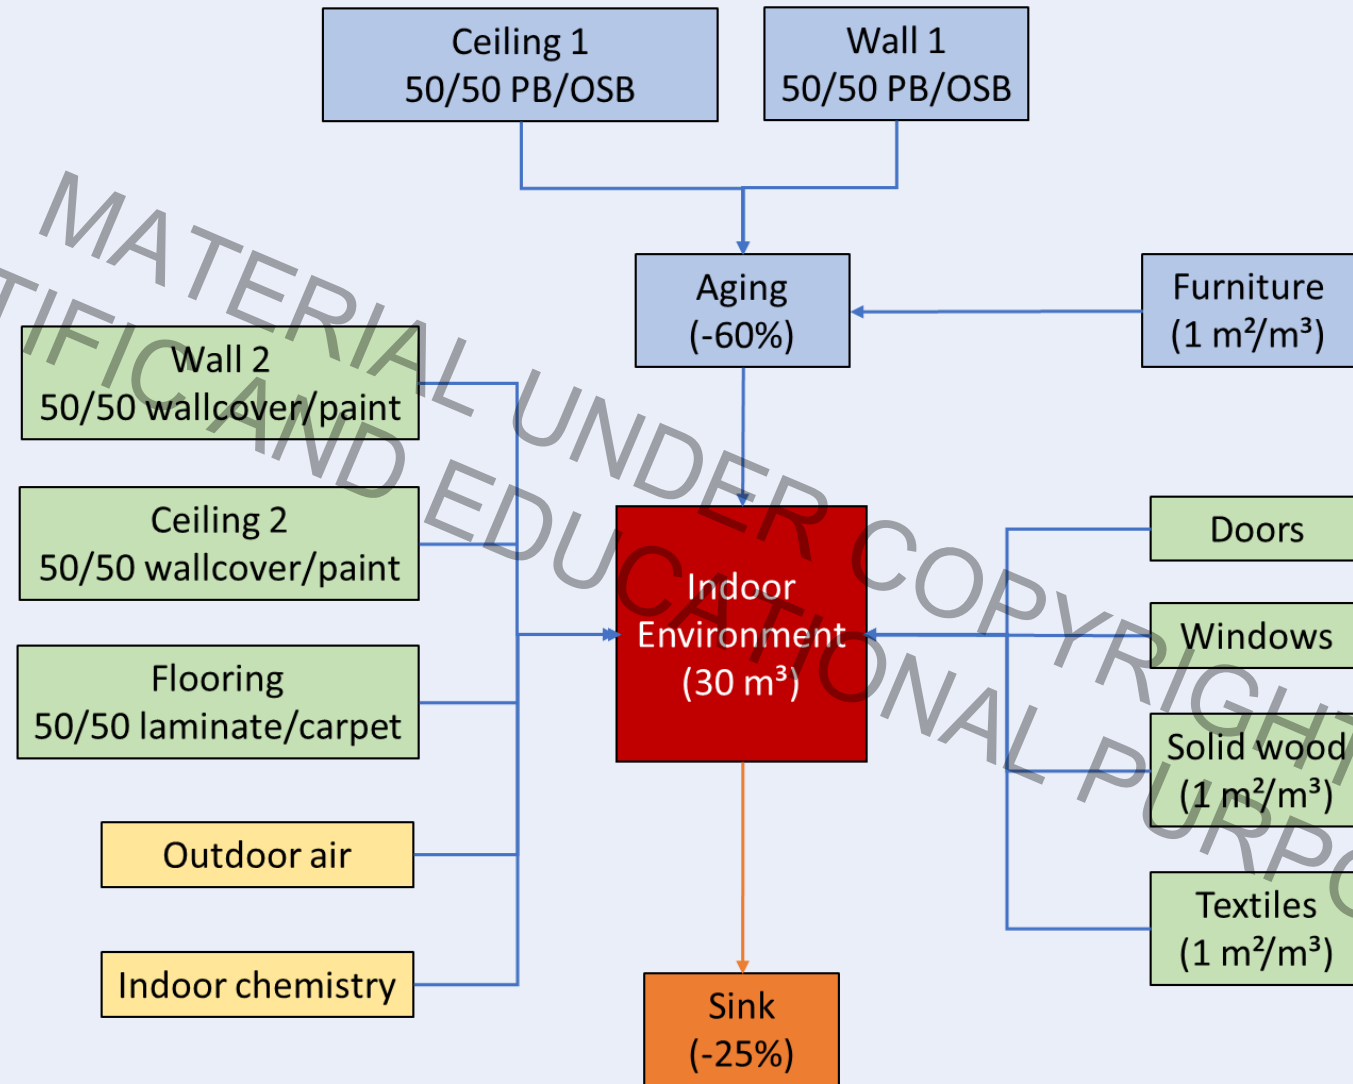 Ceiling 1
50/50 PB/OSB
Wall 1
50/50 PB/OSB
Aging
(-60%)
Furniture
(1 m²/m³)
Wall 2
50/50 wallcover/paint
Ceiling 2
50/50 wallcover/paint
Flooring
50/50 laminate/carpet
Outdoor air
Indoor chemistry
Indoor
Environment
(30 m³)
Doors
Windows
Solid wood
(1 m²/m³)
Textiles
(1 m²/m³)
Sink
(-25%)
MATERIAL UNDER COPYRIGHT
AND EDUCATIONAL